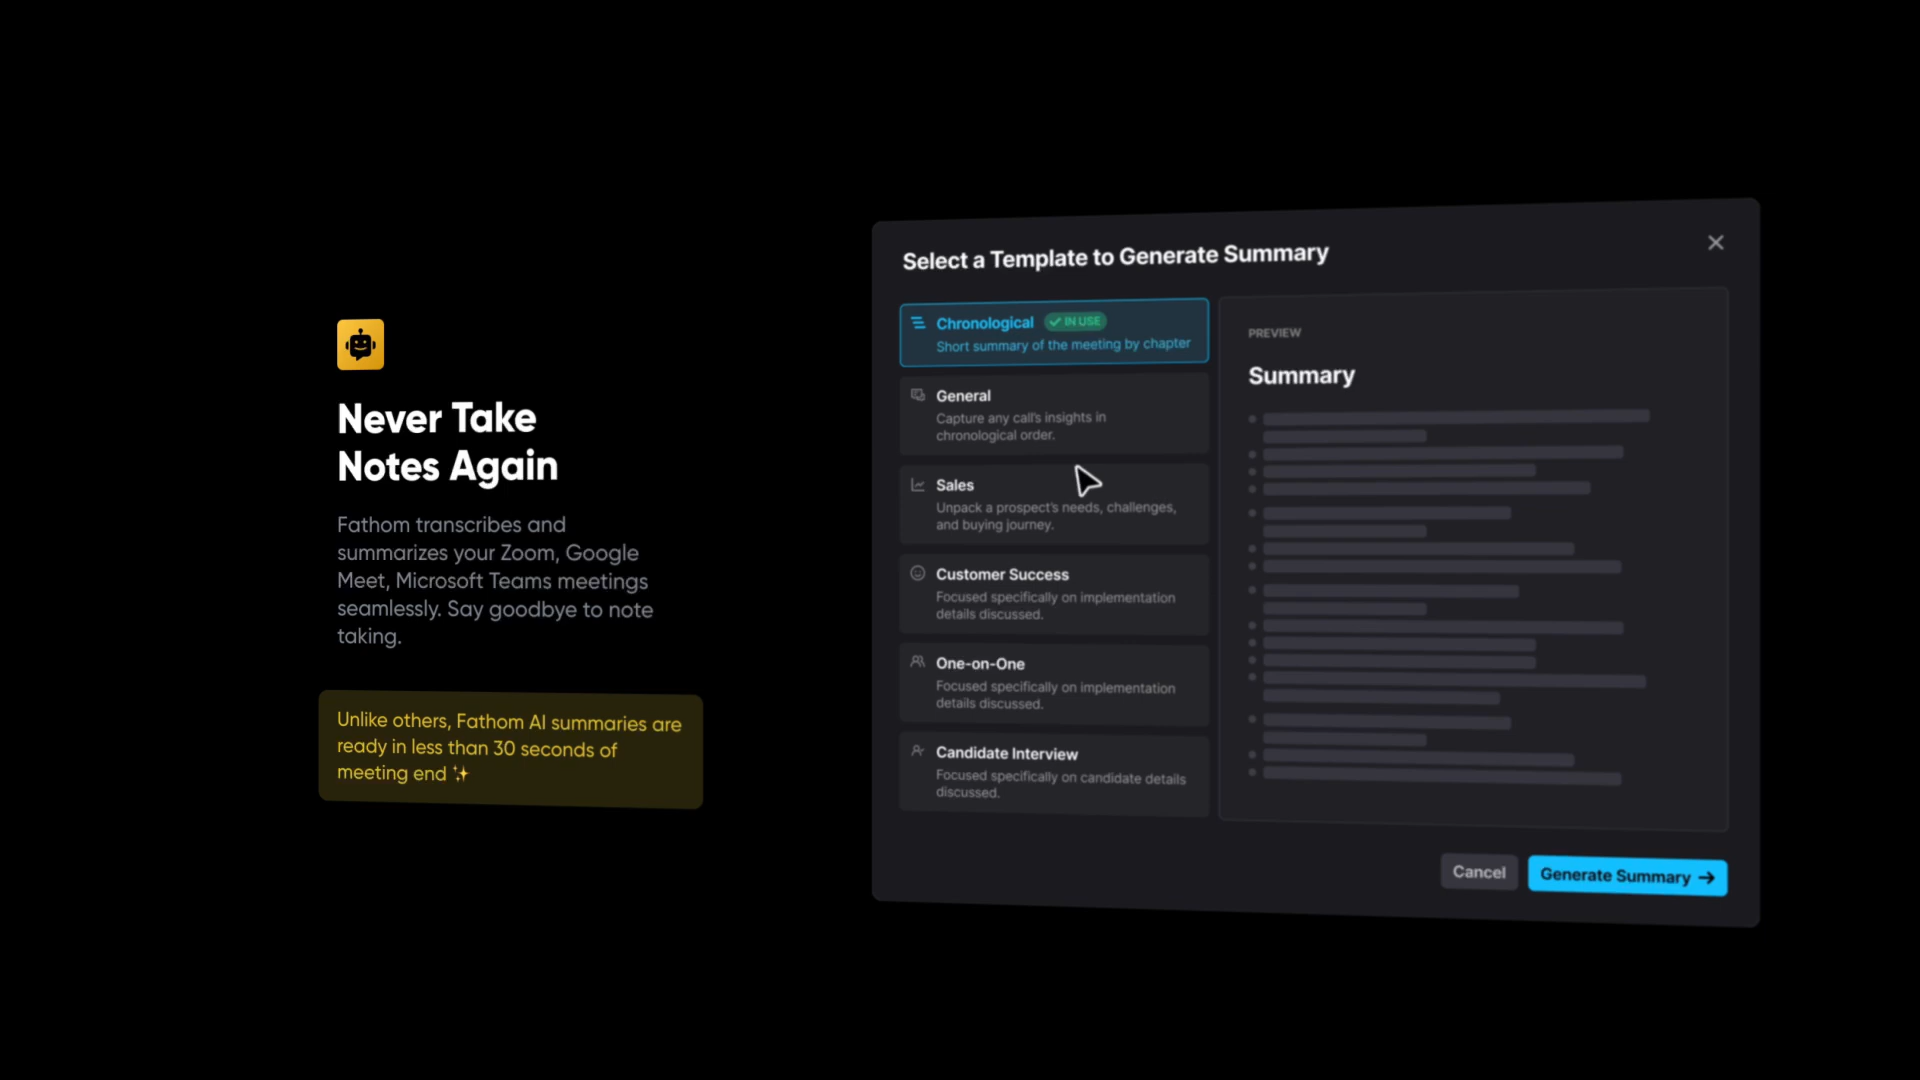 Never Take
Notes Again
Fathom transcribes and
summarizes your Zoom, Google
Meet, Microsoft Teams meetings
seamlessly. Say goodbye to note
taking.
Unlike others, Fathom AI summaries are
ready in less than 30 seconds of
meeting end ✨
Select a Template to Generate Summary
Chronological IN USE
Short summary of the meeting by chapter
General
Capture any call's insights in
chronological order.
Sales
Unpack a prospect's needs, challenges,
and buying journey.
Customer Success
Focused specifically on implementation
details discussed.
One-on-One
Focused specifically on implementation
details discussed.
Candidate Interview
Focused specifically on candidate details
discussed.
PREVIEW
Summary
Cancel
Generate Summary →